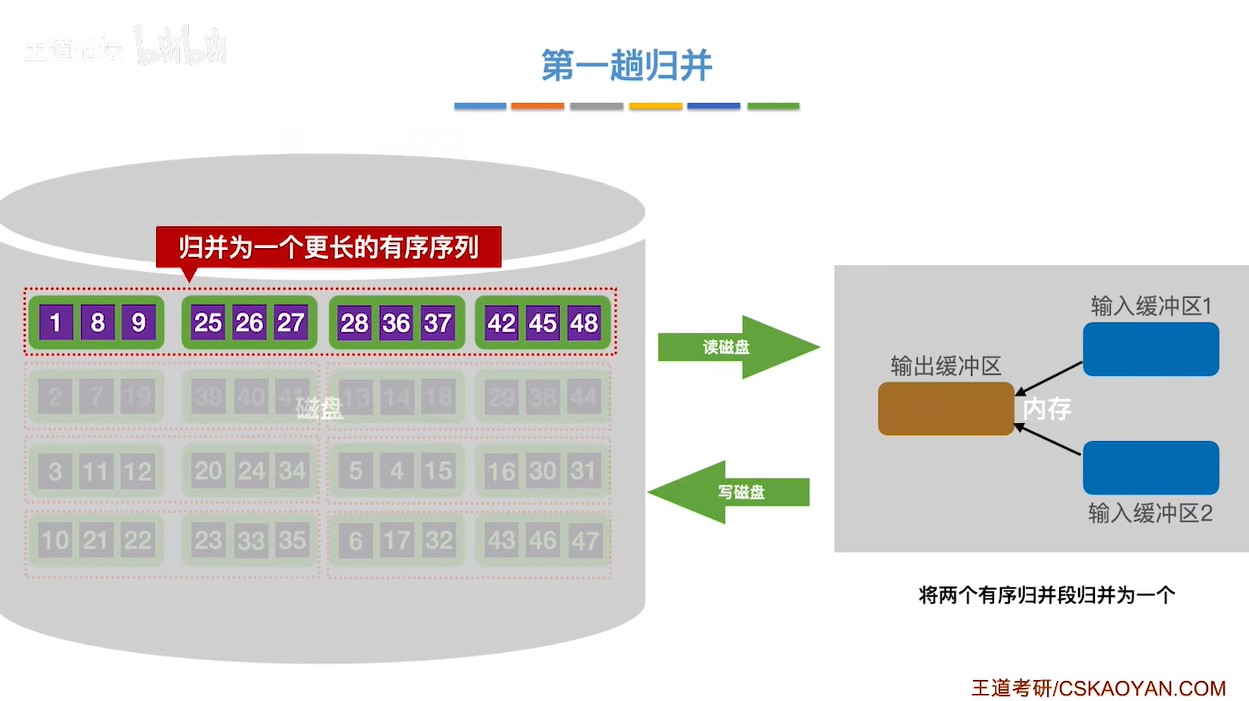 王道论坛 bilibili
第一趟归并
归并为一个更长的有序序列
1 8 9 25 26 27 28 36 37 42 45 48
2 7 19 39 40 41 13 14 18 29 38 44
磁盘
3 11 12 20 24 34 5 4 15 16 30 31
10 21 22 23 33 35 6 17 32 43 46 47
读磁盘
写磁盘
输入缓冲区1
输出缓冲区
内存
输入缓冲区2
将两个有序归并段归并为一个
王道考研/CSKAOYAN.COM